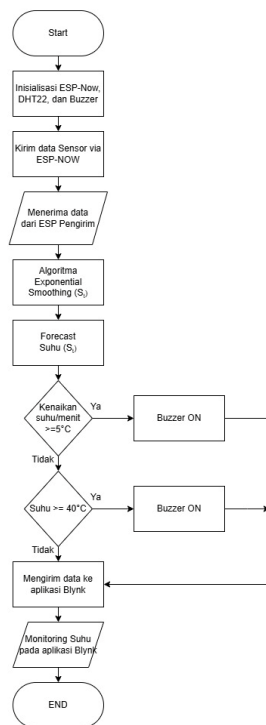 Start
Inisialisasi ESP-Now,
DHT22, dan Buzzer
Kirim data Sensor via
ESP-NOW
Menerima data
dari ESP Pengirim
Algoritma
Exponential
Smoothing (Sₜ)
Forecast
Suhu (Sₜ)
Kenaikan
suhu/menit
>=5°C
Ya
Buzzer ON
Tidak
Suhu >= 40°C
Ya
Buzzer ON
Tidak
Mengirim data ke
aplikasi Blynk
Monitoring Suhu
pada aplikasi Blynk
END